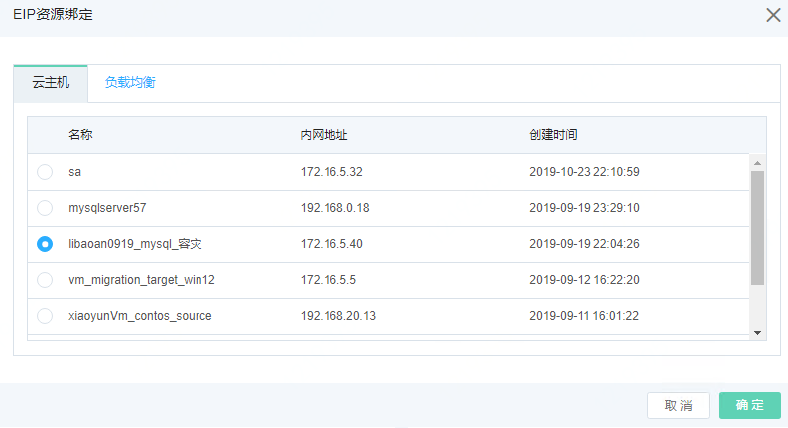 EIP资源绑定
云主机 负载均衡
名称 内网地址 创建时间
sa 172.16.5.32 2019-10-23 22:10:59
mysqlserver57 192.168.0.18 2019-09-19 23:29:10
libaoan0919_mysql_容灾 172.16.5.40 2019-09-19 22:04:26
vm_migration_target_win12 172.16.5.5 2019-09-12 16:22:20
xiaoyunVm_contos_source 192.168.20.13 2019-09-11 16:01:22
取消 确定